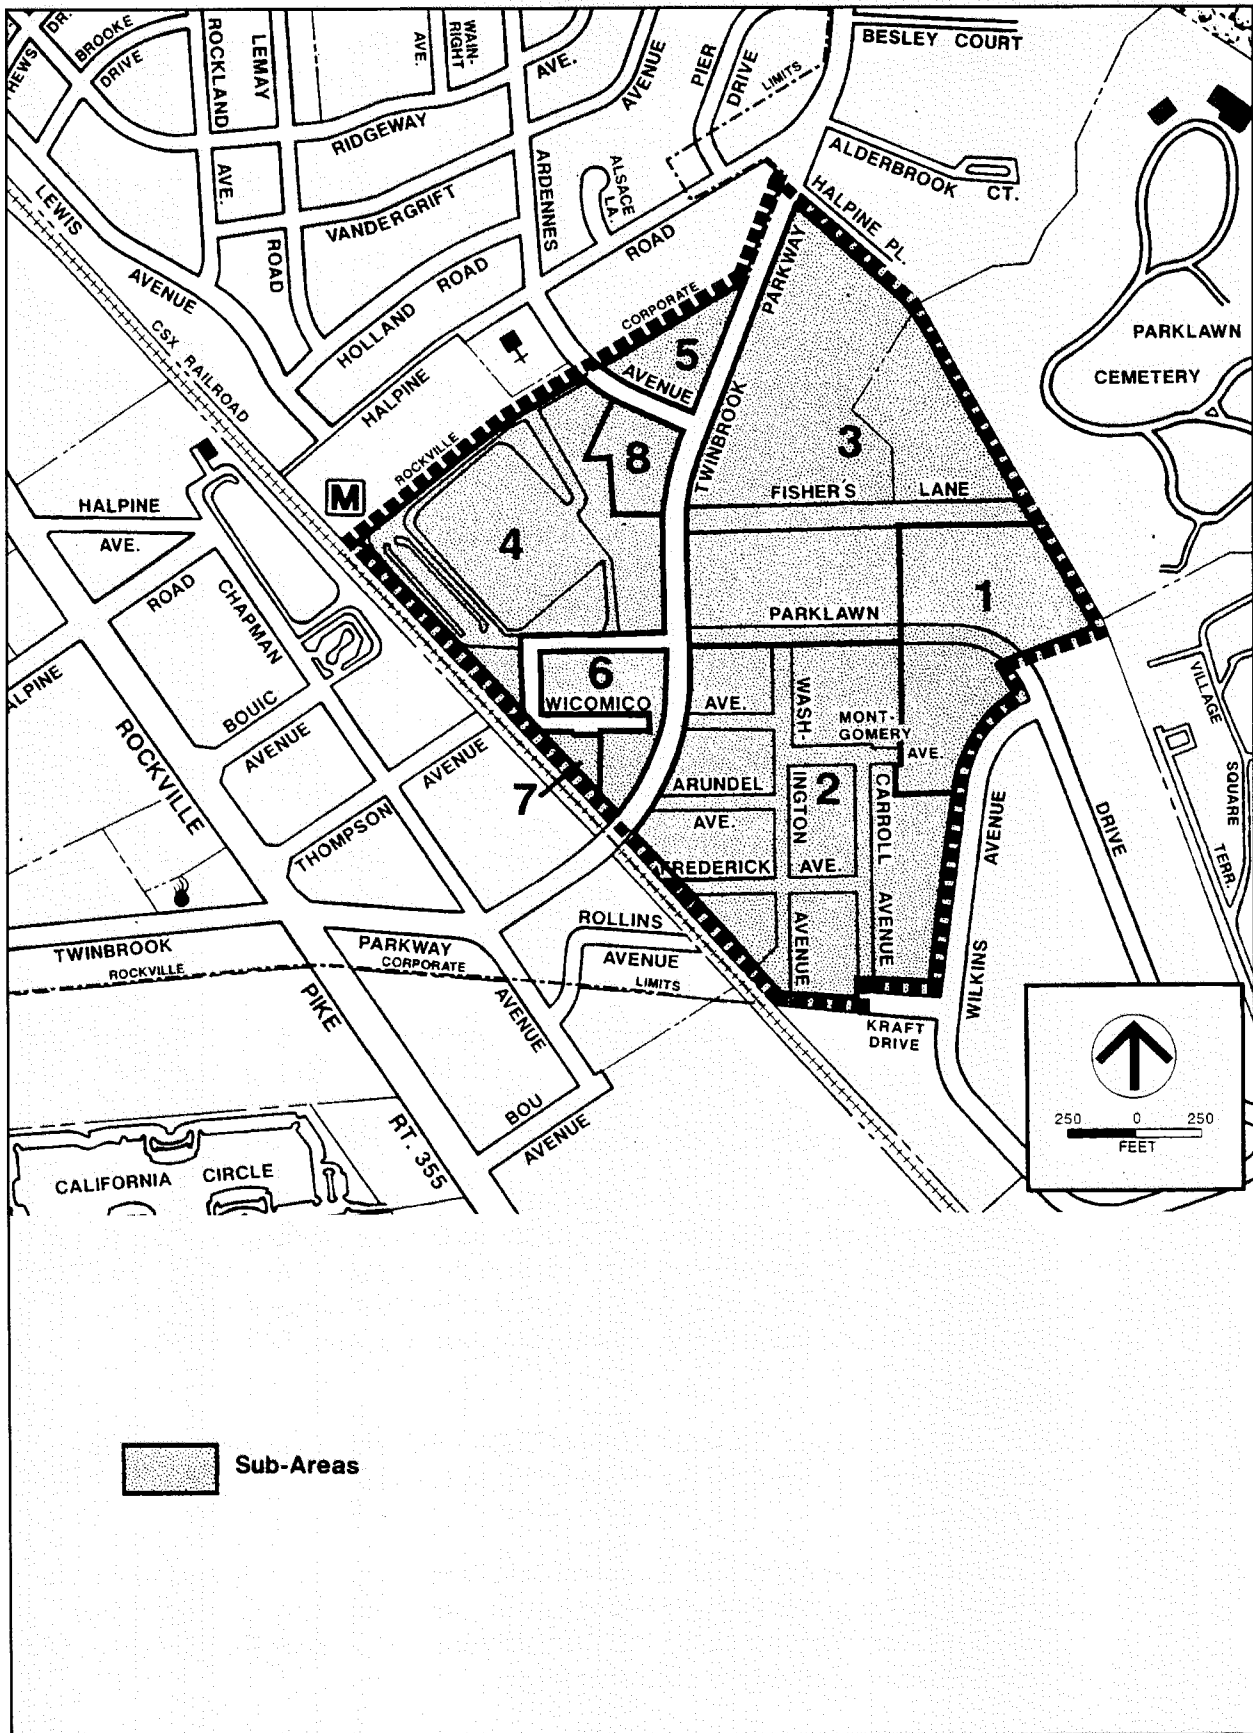 BESLEY COURT
DR.
BROOKE
DRIVE
ROCKLAND
AVE.
LEMAY
ROAD
AVE.
WAIN-
RIGHT
AVE.
AVENUE
PIER
DRIVE
LIMITS
RIDGEWAY
ARDENNES
ALSACE
LA.
ALDERBROOK
CT.
HALPINE PL.
LEWIS
AVENUE
VANDERGRIFT
ROAD
HOLLAND
ROAD
CORPORATE
PARKWAY
PARKLAWN
CEMETERY
CSX RAILROAD
HALPINE
5
AVENUE
TWINBROOK
3
8
ROCKVILLE
M
4
FISHER'S
LANE
HALPINE
AVE.
ROAD
CHAPMAN
1
PARKLAWN
6
WICOMICO
AVE.
WASH-
INGTON
AVENUE
MONT-
GOMERY
AVE.
VILLAGE
SQUARE
TERR.
ALPINE
BOUIC
AVENUE
AVENUE
ROCKVILLE
7
ARUNDEL
AVE.
2
CARROLL
AVENUE
AVENUE
DRIVE
THOMPSON
FREDERICK
AVE.
WILKINS
ROLLINS
AVENUE
TWINBROOK
PARKWAY
ROCKVILLE
CORPORATE
LIMITS
PIKE
AVENUE
KRAFT
DRIVE
BOU
AVENUE
RT. 355
250 0 250
FEET
CALIFORNIA CIRCLE
Sub-Areas